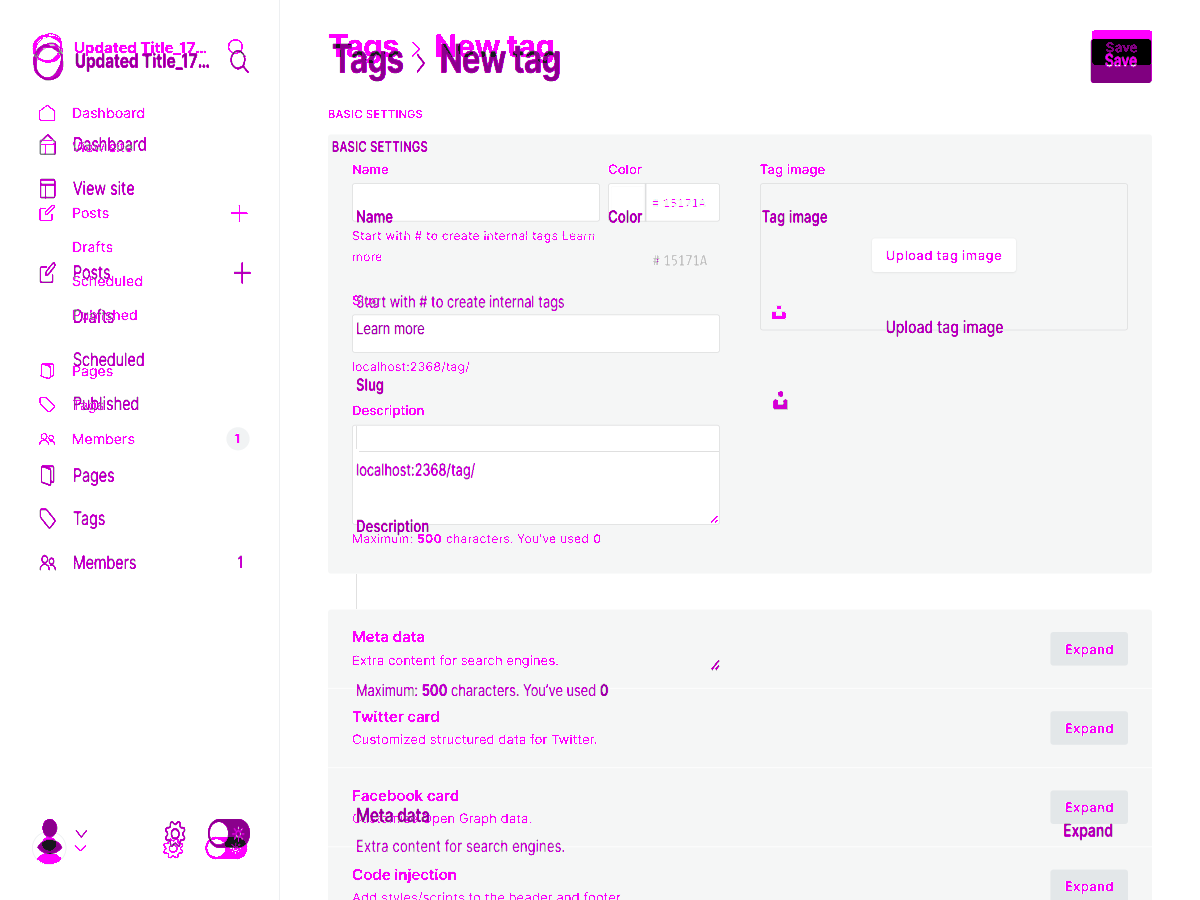 Updated Title_17...
Updated Title_17...
Dashboard
Dashboard
View site
View site
Posts
Drafts
Posts
Scheduled
Published
Drafts
Scheduled
Pages
Tags
Published
Members 1
Pages
Tags
Members 1
Tags > New tag
Tags > New tag
Save
Save
BASIC SETTINGS
BASIC SETTINGS
Name
Color
Tag image
# 15171A
Name
Color
Tag image
Start with # to create internal tags Learn
more
Upload tag image
# 15171A
Slug
Start with # to create internal tags
Learn more
Upload tag image
localhost:2368/tag/
Slug
Description
localhost:2368/tag/
Description
Maximum: 500 characters. You've used 0
Meta data
Extra content for search engines.
Expand
Maximum: 500 characters. You've used 0
Twitter card
Customized structured data for Twitter.
Expand
Facebook card
Expand
Meta data
Customized Open Graph data.
Expand
Extra content for search engines.
Code injection
Expand
Add styles/scripts to the header and footer.